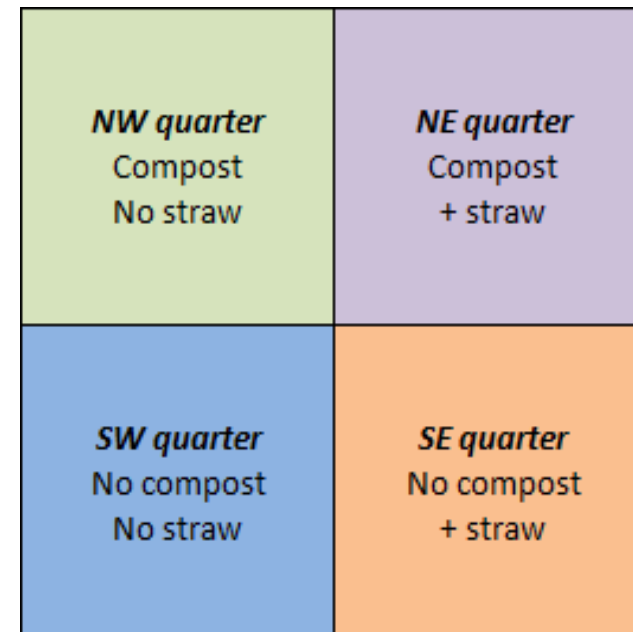 NW quarter
Compost
No straw
NE quarter
Compost
+ straw
SW quarter
No compost
No straw
SE quarter
No compost
+ straw